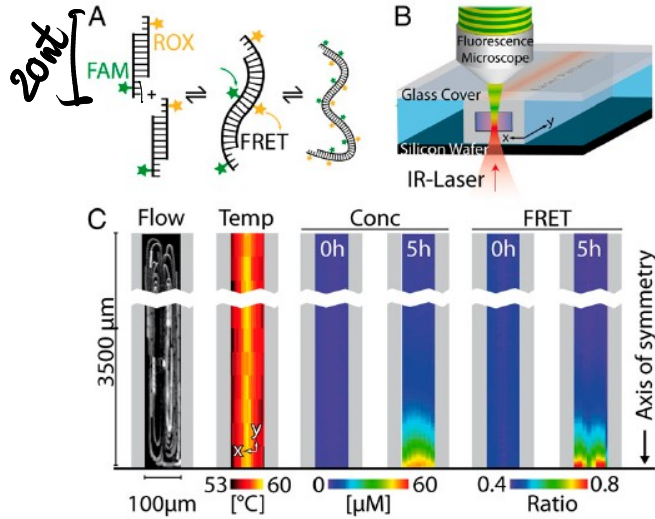 20nt
A
ROX
FAM
+
FRET
B
Fluorescence
Microscope
Glass Cover
y
x
Silicon Wafer
IR-Laser
C
Flow
Temp
Conc
FRET
0h
5h
0h
5h
3500 µm
Axis of symmetry
y
x
100µm
53 60
[°C]
0 60
[µM]
0.4 0.8
Ratio